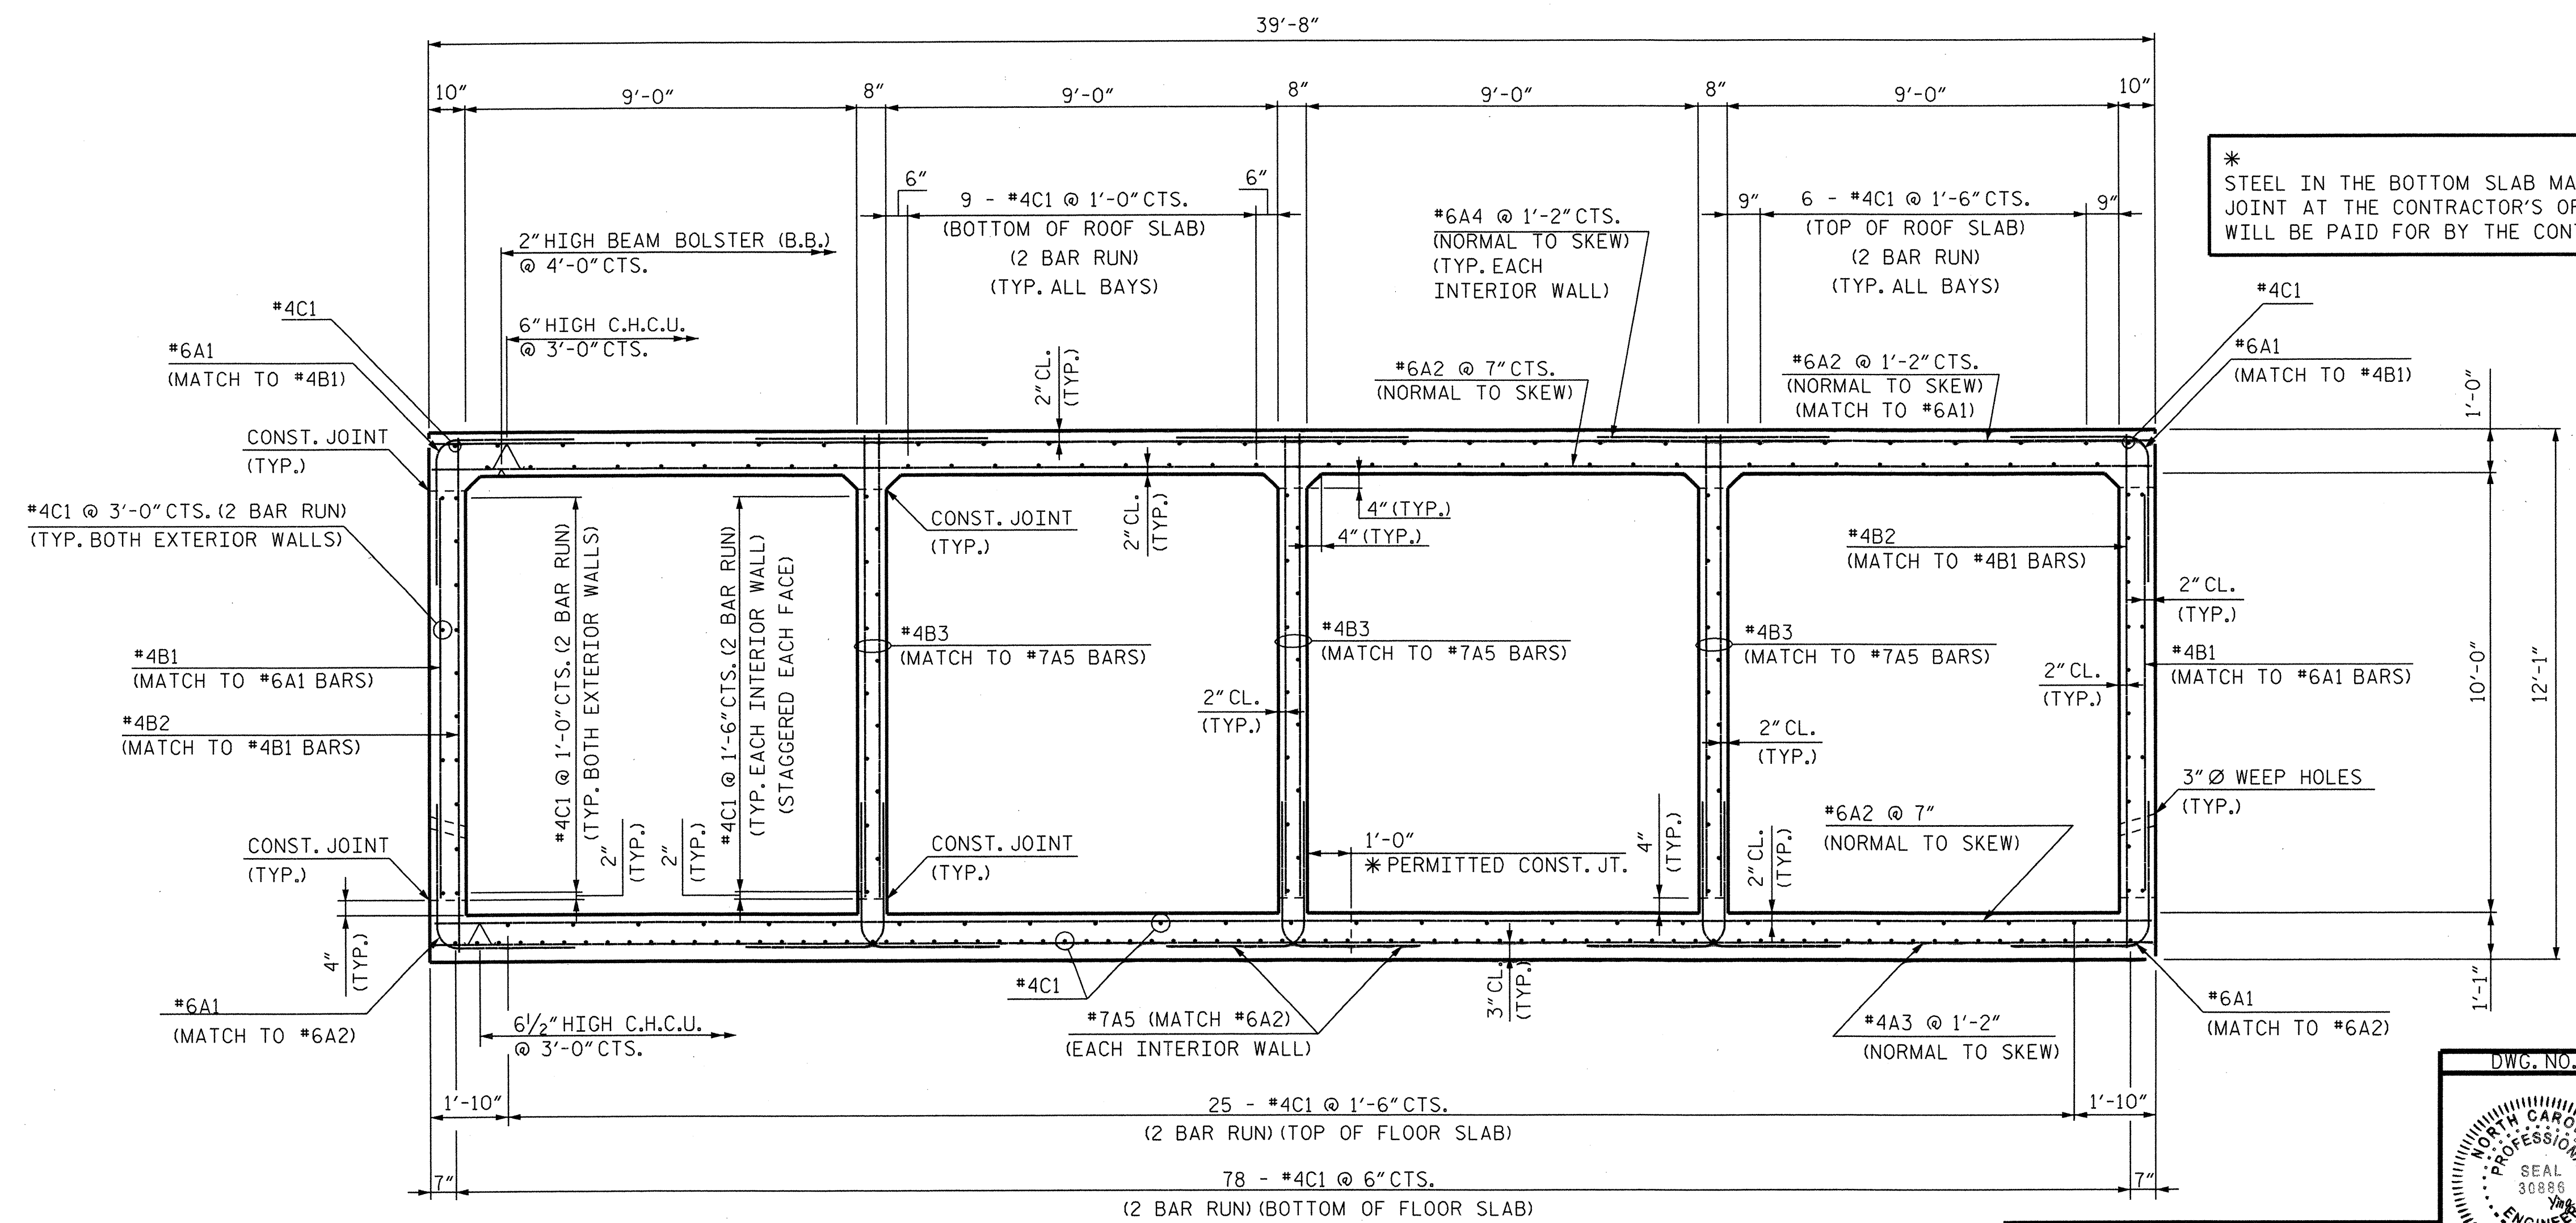 39'-8"
10"
9'-0"
8"
9'-0"
8"
9'-0"
8"
9'-0"
10"
2" HIGH BEAM BOLSTER (B.B.)
@ 4'-0" CTS.
6" HIGH C.H.C.U.
@ 3'-0" CTS.
6"
6"
9 - #4C1 @ 1'-0" CTS.
(BOTTOM OF ROOF SLAB)
(2 BAR RUN)
(TYP. ALL BAYS)
#6A4 @ 1'-2" CTS.
(NORMAL TO SKEW)
(TYP. EACH
INTERIOR WALL)
9"
6 - #4C1 @ 1'-6" CTS.
9"
(TOP OF ROOF SLAB)
(2 BAR RUN)
(TYP. ALL BAYS)
*
STEEL IN THE BOTTOM SLAB
JOINT AT THE CONTRACTOR'S
WILL BE PAID FOR BY THE
#4C1
#6A1
(MATCH TO #4B1)
CONST. JOINT
(TYP.)
#4C1 @ 3'-0" CTS. (2 BAR RUN)
(TYP. BOTH EXTERIOR WALLS)
#4B1
(MATCH TO #6A1 BARS)
#4B2
(MATCH TO #4B1 BARS)
CONST. JOINT
(TYP.)
4"
(TYP.)
#6A1
(MATCH TO #6A2)
2" CL.
(TYP.)
#6A2 @ 7" CTS.
(NORMAL TO SKEW)
#6A2 @ 1'-2" CTS.
(NORMAL TO SKEW)
(MATCH TO #6A1)
#4C1
#6A1
(MATCH TO #4B1)
1'-0"
#4C1 @ 1'-0" CTS. (2 BAR RUN)
(TYP. BOTH EXTERIOR WALLS)
2"
(TYP.)
2"
(TYP.)
#4C1 @ 1'-6" CTS. (2 BAR RUN)
(TYP. EACH INTERIOR WALL)
(STAGGERED EACH FACE)
CONST. JOINT
(TYP.)
2" CL.
(TYP.)
4" (TYP.)
4" (TYP.)
#4B2
(MATCH TO #4B1 BARS)
2" CL.
(TYP.)
#4B3
(MATCH TO #7A5 BARS)
#4B3
(MATCH TO #7A5 BARS)
#4B3
(MATCH TO #7A5 BARS)
2" CL.
(TYP.)
2" CL.
(TYP.)
2" CL.
(TYP.)
#4B1
(MATCH TO #6A1 BARS)
10'-0"
12'-1"
3" Ø WEEP HOLES
(TYP.)
CONST. JOINT
(TYP.)
1'-0"
* PERMITTED CONST. JT.
4"
(TYP.)
2" CL.
(TYP.)
#6A2 @ 7"
(NORMAL TO SKEW)
#4C1
#7A5 (MATCH #6A2)
(EACH INTERIOR WALL)
3" CL.
(TYP.)
#4A3 @ 1'-2"
(NORMAL TO SKEW)
#6A1
(MATCH TO #6A2)
1'-1"
6½" HIGH C.H.C.U.
@ 3'-0" CTS.
1'-10"
25 - #4C1 @ 1'-6" CTS.
1'-10"
(2 BAR RUN) (TOP OF FLOOR SLAB)
7"
78 - #4C1 @ 6" CTS.
7"
(2 BAR RUN) (BOTTOM OF FLOOR SLAB)
DWG. NO.
NORTH
SEAL
30886